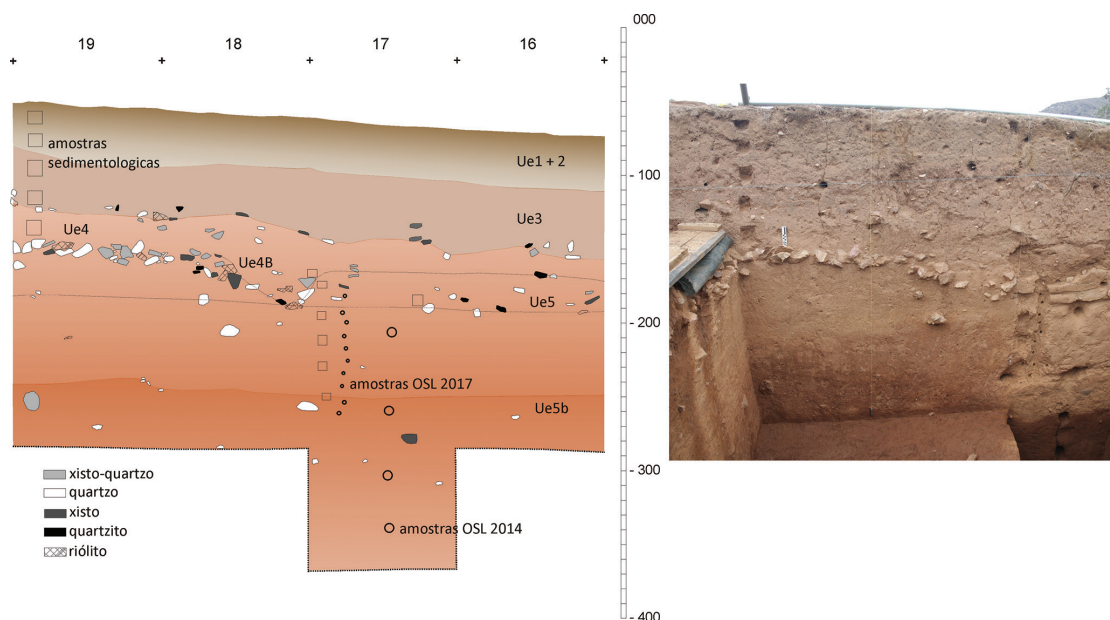 19
18
17
16
000
amostras
sedimentologicas
Ue1 + 2
- 100
Ue3
Ue4
Ue4B
Ue5
- 200
amostras OSL 2017
Ue5b
- 300
xisto-quartzo
quartzo
xisto
quartzito
riólito
amostras OSL 2014
- 400